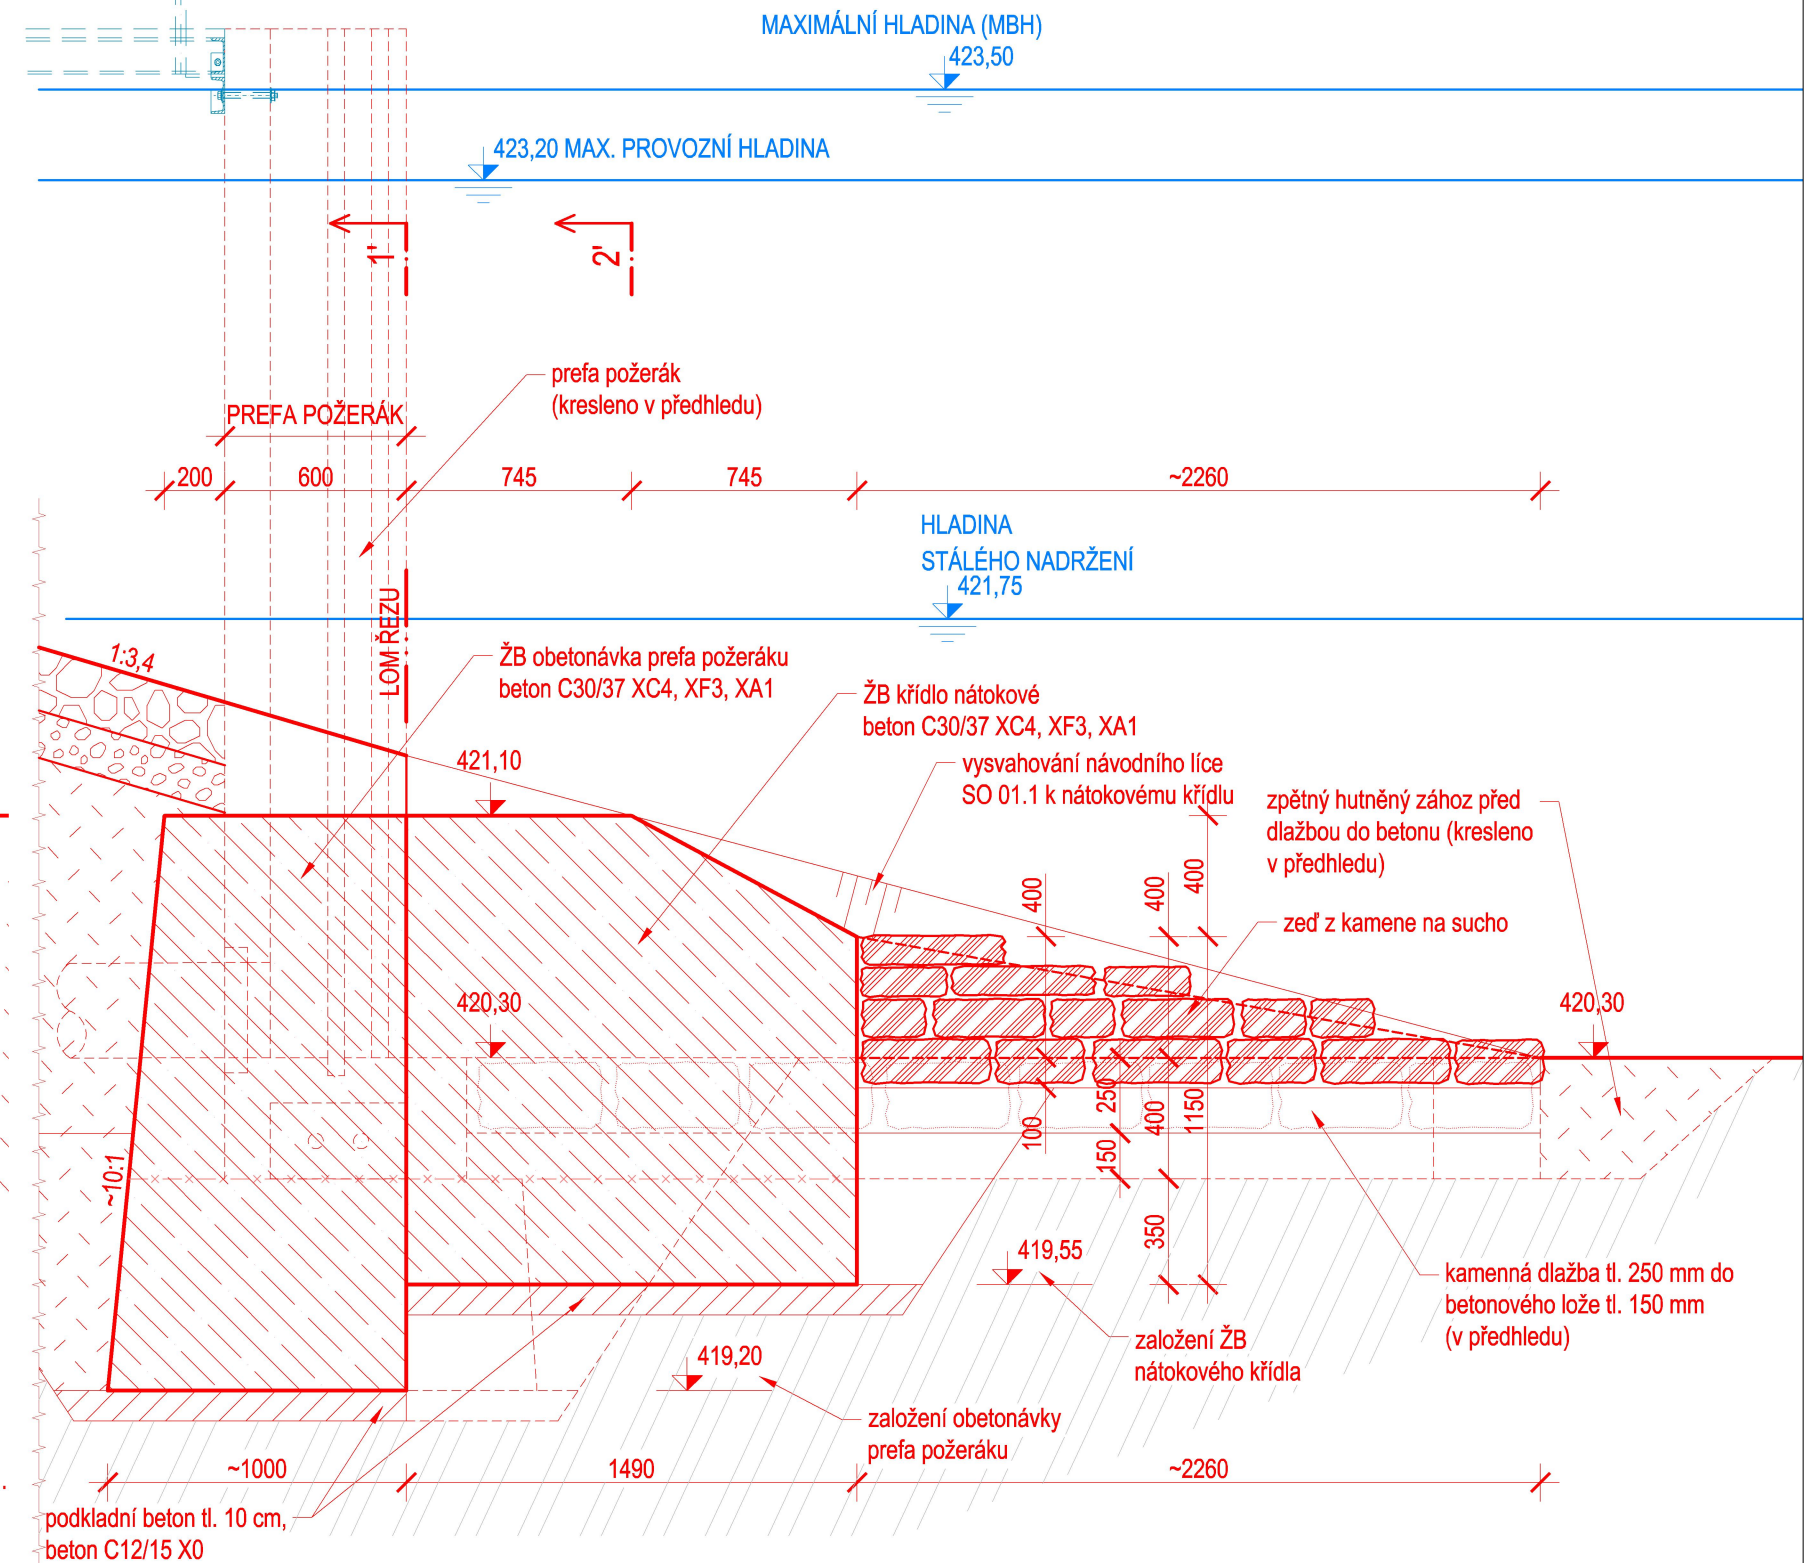 MAXIMÁLNÍ HLADINA (MBH)
423,50
423,20 MAX. PROVOZNÍ HLADINA
1'
2'
prefa požerák
(kresleno v předhledu)
PREFA POŽERÁK
200
600
745
745
~2260
HLADINA
STÁLÉHO NADRŽENÍ
421,75
LOM ŘEZU
1:3,4
ŽB obetonávka prefa požeráku
beton C30/37 XC4, XF3, XA1
ŽB křídlo nátokové
beton C30/37 XC4, XF3, XA1
421,10
vysvahování návodního líce
SO 01.1 k nátokovému křídlu
zpětný hutněný zához před
dlažbou do betonu (kresleno
v předhledu)
400
400
400
zeď z kamene na sucho
420,30
420,30
100
250
150
400
1150
350
~10:1
419,55
kamenná dlažba tl. 250 mm do
betonového lože tl. 150 mm
(v předhledu)
založení ŽB
nátokového křídla
419,20
založení obetonávky
prefa požeráku
~1000
1490
~2260
podkladní beton tl. 10 cm,
beton C12/15 X0